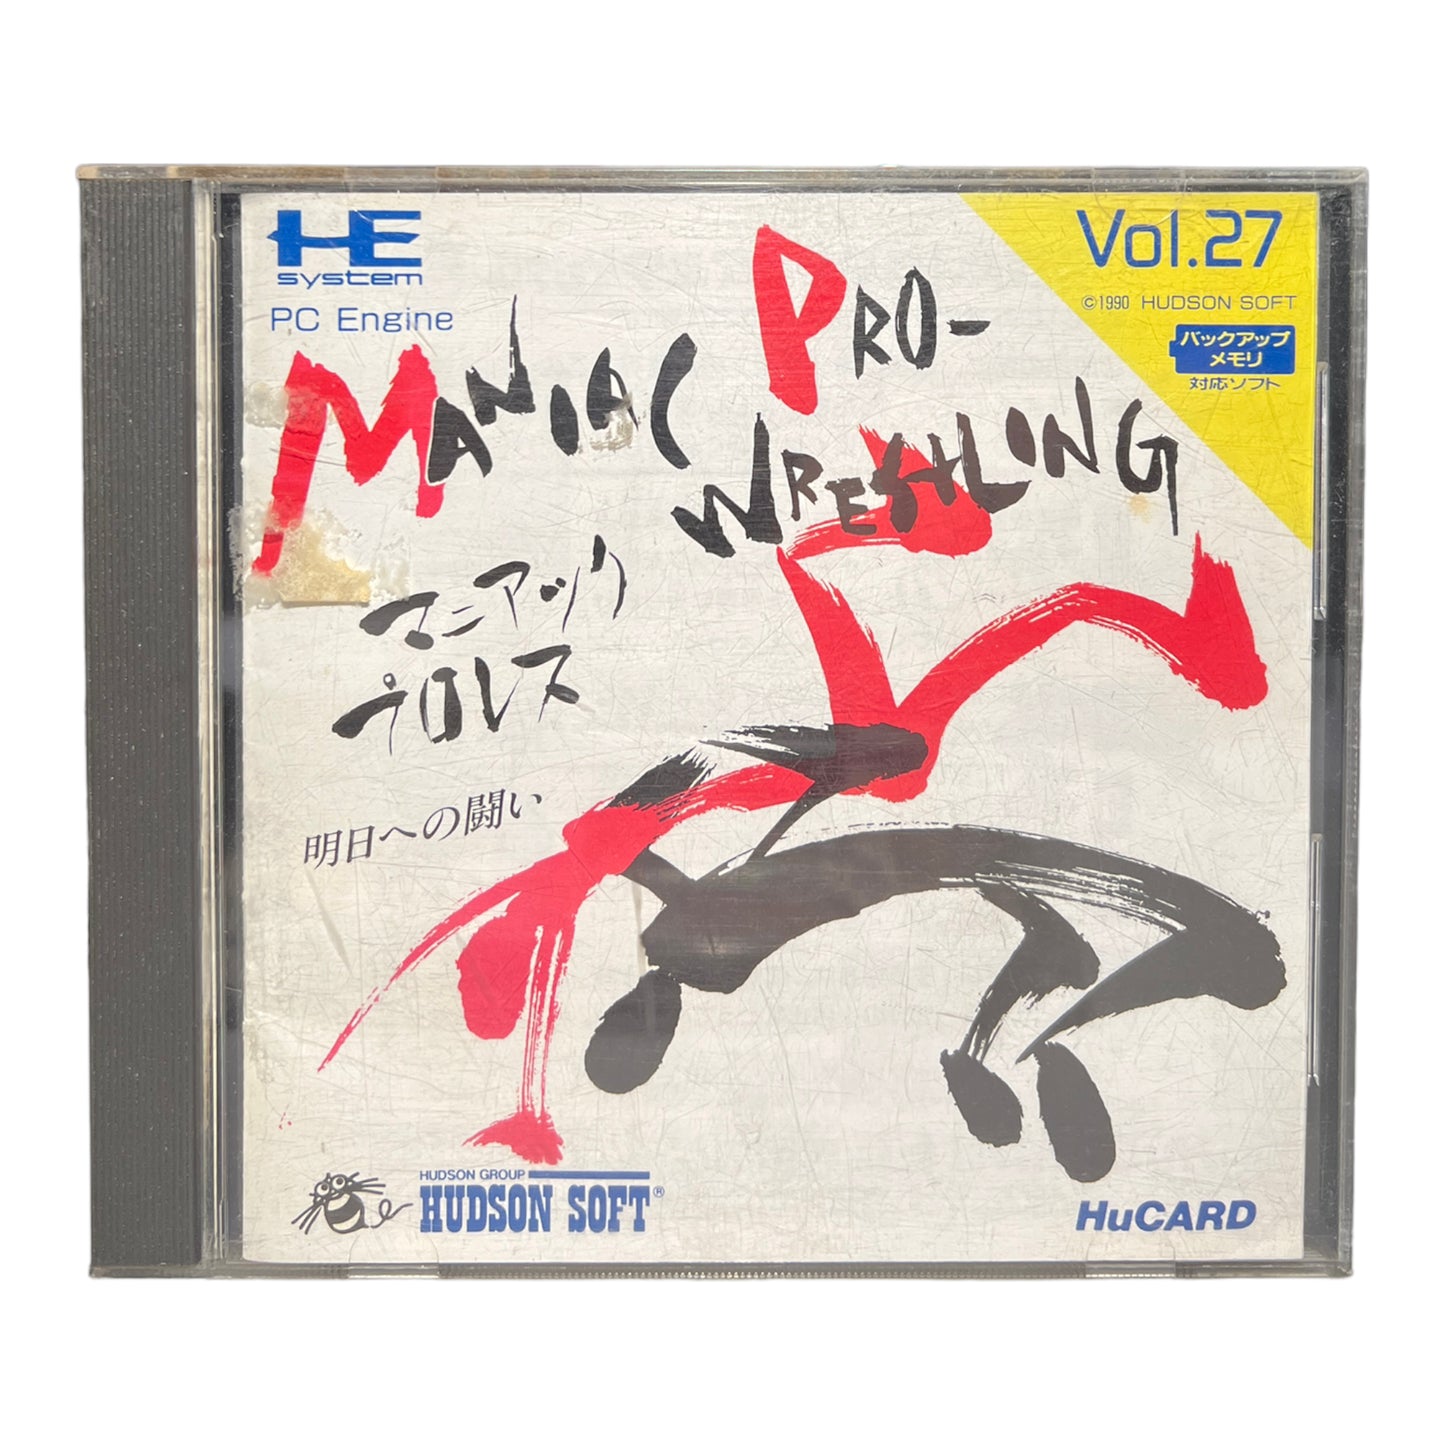 HE
system
PC Engine
Vol.27
©1990 HUDSON SOFT
バックアップ
メモリ
対応ソフト
MANIAC PRO-
WRESTLING
マニアック
プロレス
明日への闘い
HUDSON GROUP
HUDSON SOFT®
HuCARD